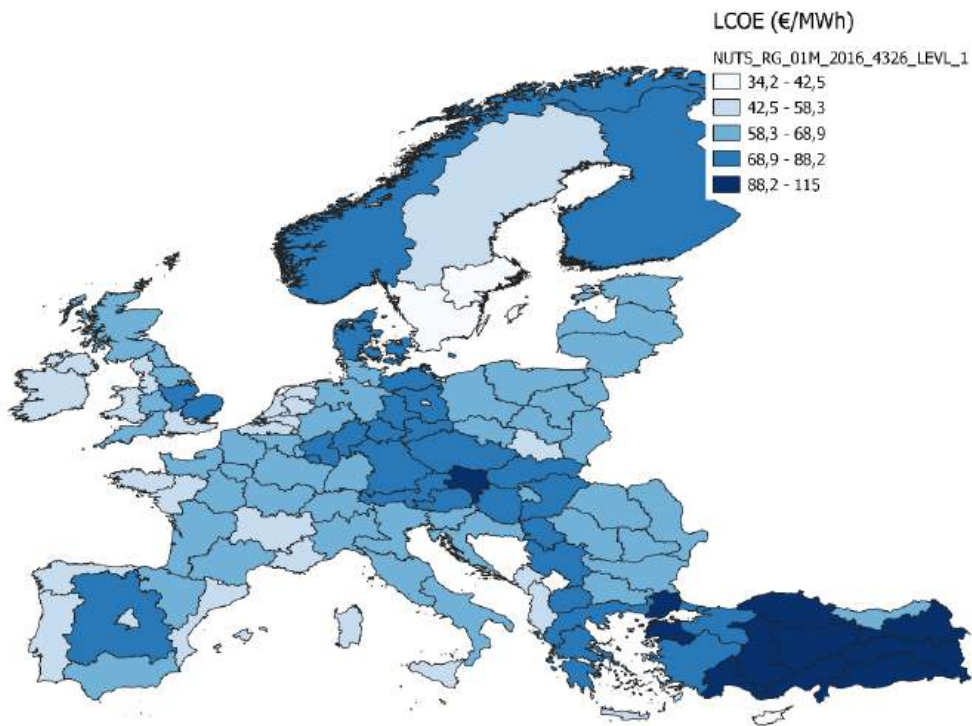 LCOE (€/MWh)
NUTS_RG_01M_2016_4326_LEVL_1
34,2 - 42,5
42,5 - 58,3
58,3 - 68,9
68,9 - 88,2
88,2 - 115